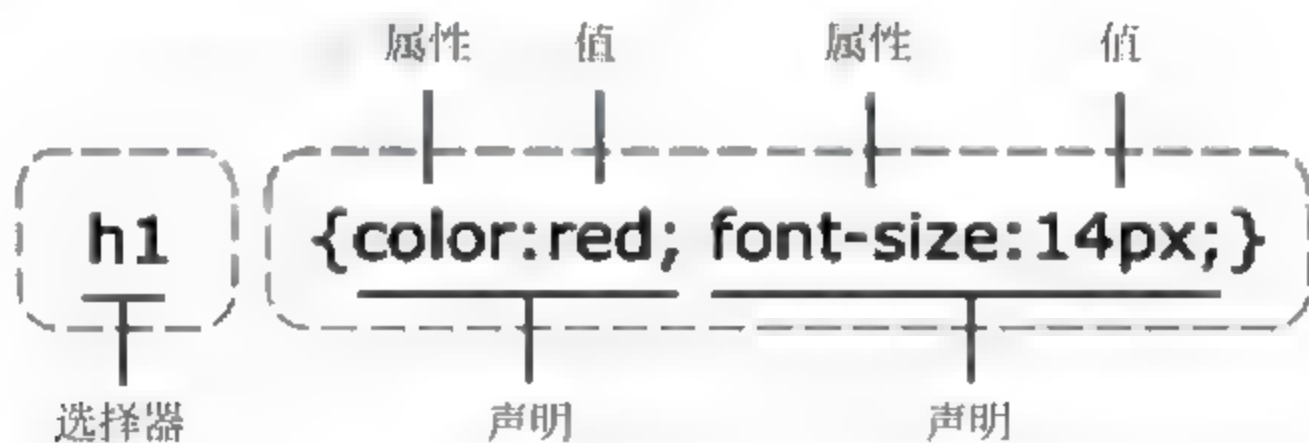 属性 值 属性 值
h1 {color:red; font-size:14px;}
选择器 声明 声明